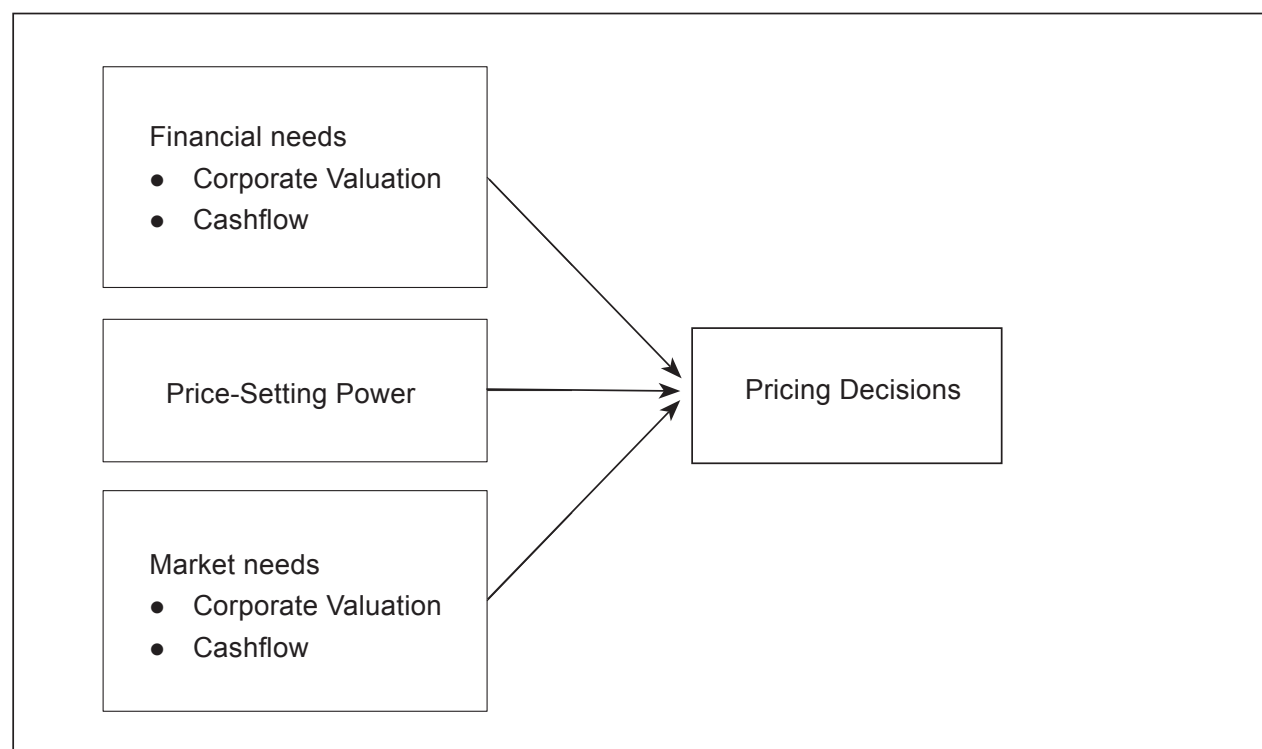 Financial needs
● Corporate Valuation
● Cashflow
Price-Setting Power
Pricing Decisions
Market needs
● Corporate Valuation
● Cashflow